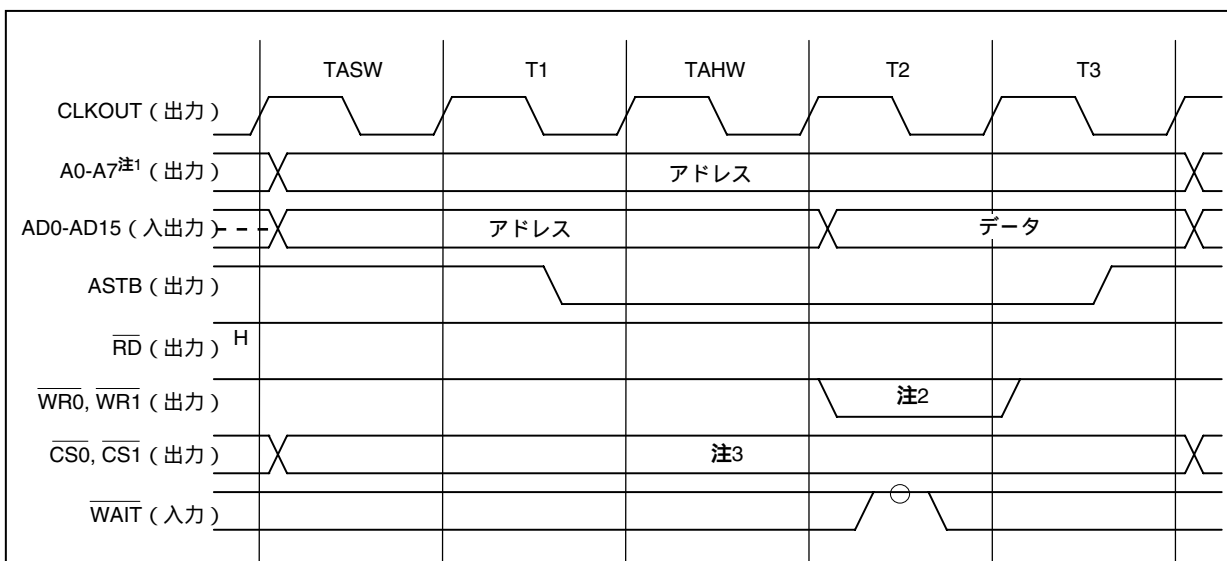 TASW T1 TAHW T2 T3
CLKOUT（出力）
A0-A7注1（出力） アドレス
AD0-AD15（入出力） アドレス データ
ASTB（出力）
RD（出力） H
WR0, WR1（出力） 注2
CS0, CS1（出力） 注3
WAIT（入力）